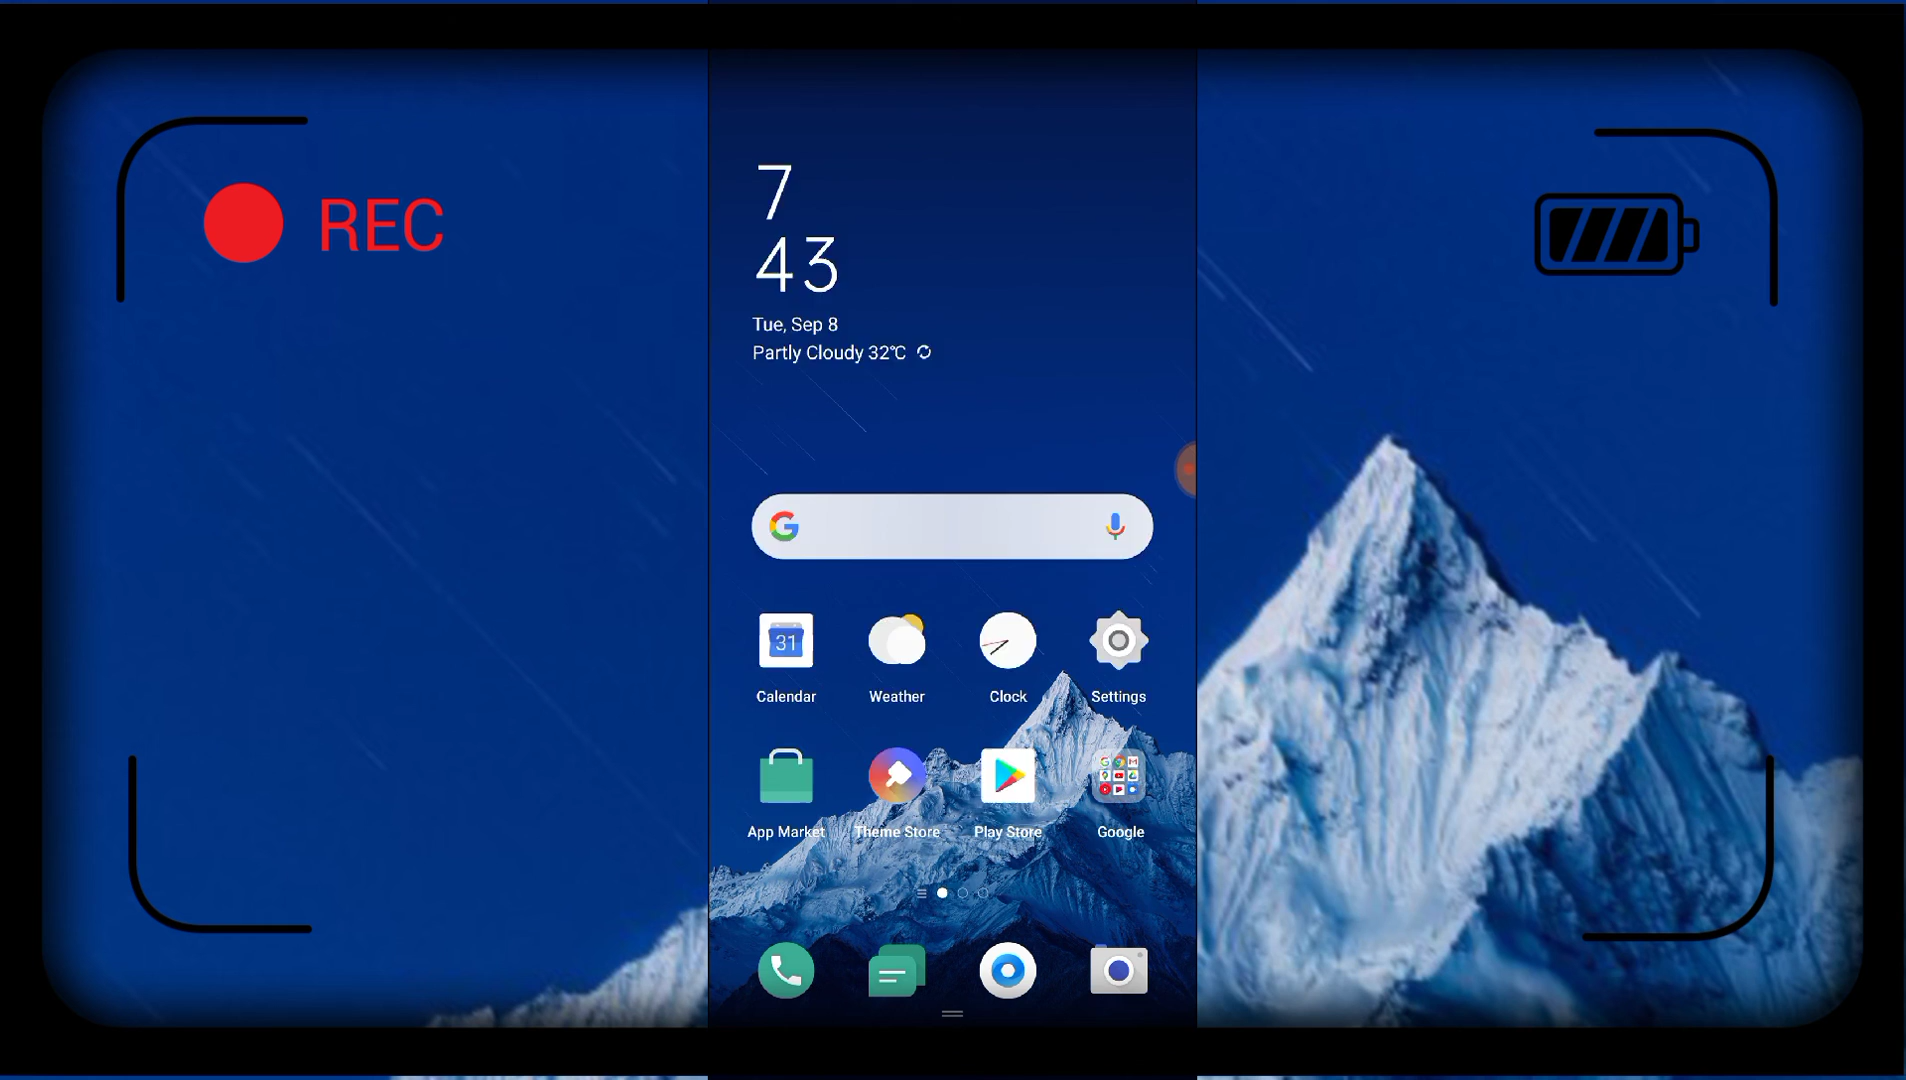 REC
7
43
Tue, Sep 8
Partly Cloudy 32℃
31
Calendar
Weather
Clock
Settings
App Market
Theme Store
Play Store
Google